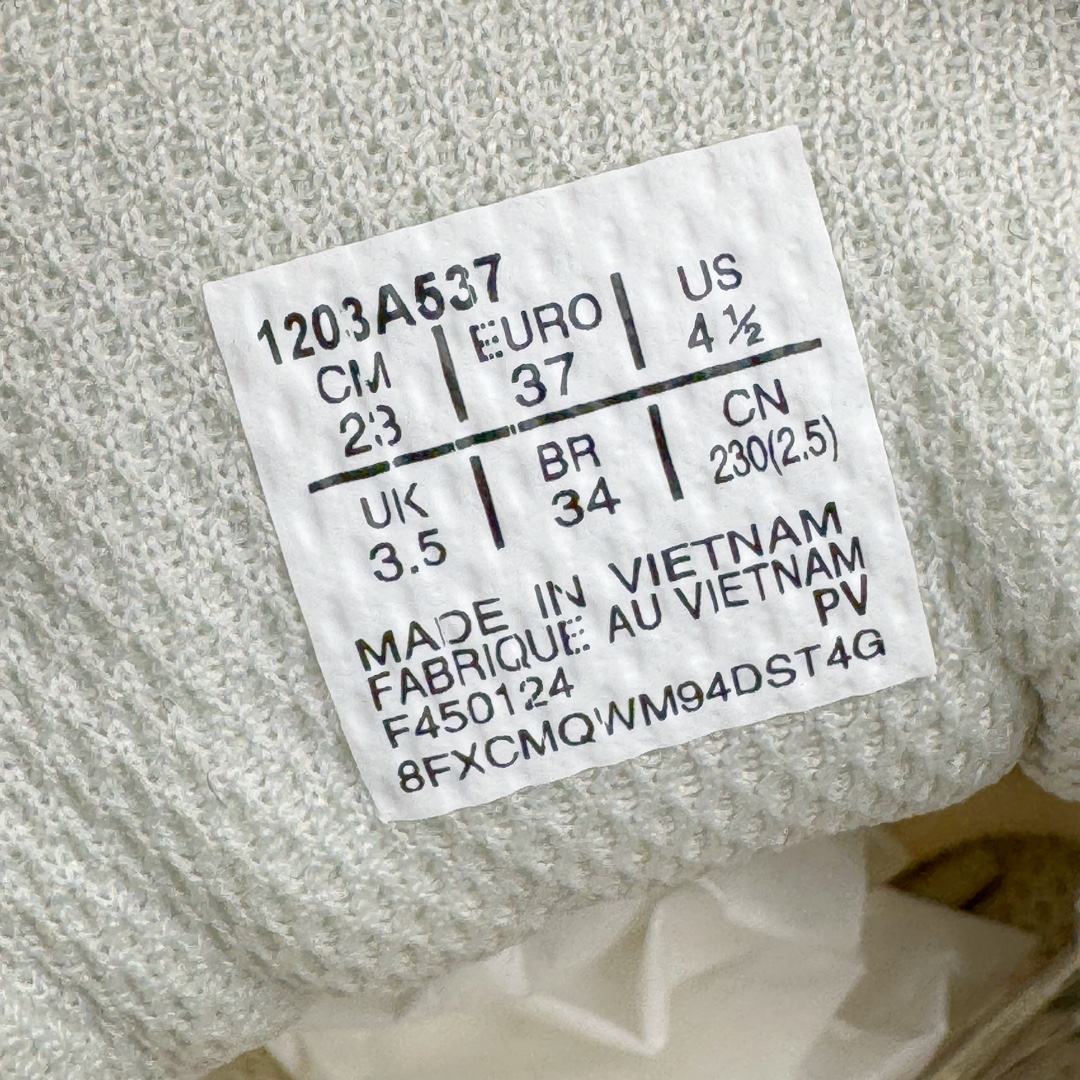 1203A537
CM EURO US
23 37 4 ½
UK BR CN
3.5 34 230(2.5)
MADE IN VIETNAM
FABRIQUE AU VIETNAM
PV
F450124
8FXCMQWM94DST4G